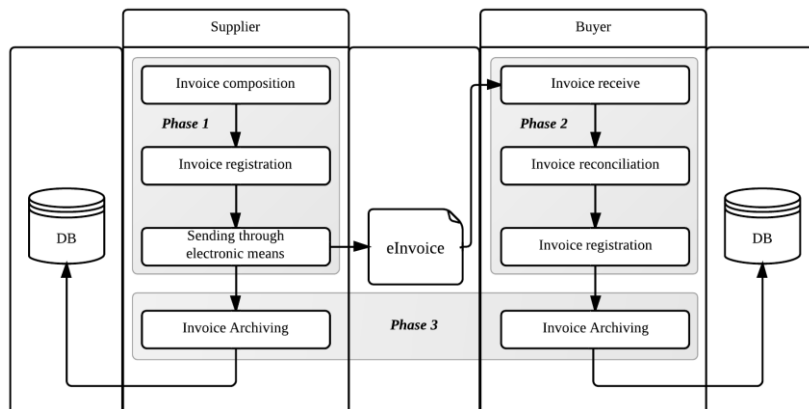 Supplier
Buyer
Invoice composition
Phase 1
Invoice registration
Sending through
electronic means
DB
eInvoice
Invoice receive
Phase 2
Invoice reconciliation
Invoice registration
DB
Invoice Archiving
Phase 3
Invoice Archiving